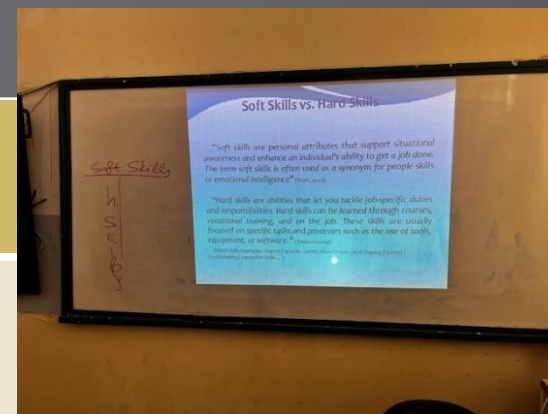 Soft Skills vs. Hard Skills
"Soft skills are personal attributes that support situational
awareness and enhance an individual's ability to get a job done.
The term soft skills is often used as a synonym for people skills
or emotional intelligence"
"Hard skills are abilities that let you tackle job-specific duties
and responsibilities. Hard skills can be learned through courses,
vocational training, and on the job. These skills are usually
focused on specific tasks and processes such as the use of tools,
equipment, or software."
Soft Skills